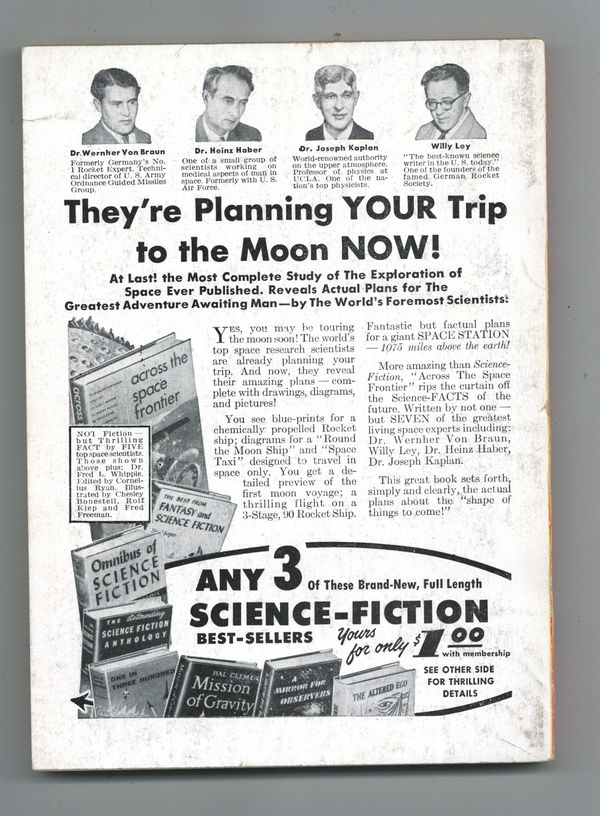 Dr. Wernher Von Braun
Formerly Germany's No.
1 Rocket Expert. Techni-
cal director of U. S. Army
Ordnance Guided Missiles
Group.
Dr. Heinz Haber
One of a small group of
scientists working on
medical aspects of man in
space. Formerly with U. S.
Air Force.
Dr. Joseph Kaplan
World-renowned authority
on the upper atmosphere.
Professor of physics at
UCLA. One of the na-
tion's top physicists.
Willy Ley
"The best-known science
writer in the U. S. today."
One of the founders of the
famed German Rocket
Society.
They're Planning YOUR Trip
to the Moon NOW!
At Last! the Most Complete Study of The Exploration of
Space Ever Published. Reveals Actual Plans for The
Greatest Adventure Awaiting Man—by The World's Foremost Scientists!
across the
space
frontier
ACROSS
NOT Fiction—
but Thrilling
FACT by FIVE
top space scientists.
Those shown
above plus: Dr.
Fred L. Whipple.
Edited by Cornel-
ius Ryan. Illus-
trated by Chesley
Bonestell, Rolf
Klep and Fred
Freeman.
YES, you may be touring
the moon soon! The world's
top space research scientists
are already planning your
trip. And now, they reveal
their amazing plans — com-
plete with drawings, diagrams,
and pictures!
You see blue-prints for a
chemically propelled Rocket
ship; diagrams for a "Round
the Moon Ship" and "Space
Taxi" designed to travel in
space only. You get a de-
tailed preview of the
first moon voyage; a
thrilling flight on a
3-Stage, 90 Rocket Ship.
Fantastic but factual plans
for a giant SPACE STATION
— 1075 miles above the earth!
More amazing than Science-
Fiction, "Across The Space
Frontier" rips the curtain off
the Science-FACTS of the
future. Written by not one —
but SEVEN of the greatest
living space experts including:
Dr. Wernher Von Braun,
Willy Ley, Dr. Heinz Haber,
Dr. Joseph Kaplan.
This great book sets forth,
simply and clearly, the actual
plans about the "shape of
things to come!"
THE BEST FROM
FANTASY and
SCIENCE FICTION
Omnibus of
SCIENCE
FICTION
THE Astounding
SCIENCE FICTION
ANTHOLOGY
ONE IN
THREE HUNDRED
HAL CLEMENT
Mission
of Gravity
A
MIRROR FOR
OBSERVERS
THE ALTERED EGO
ANY 3 Of These Brand-New, Full Length
SCIENCE-FICTION
BEST-SELLERS Yours for only $1.00
with membership
SEE OTHER SIDE
FOR THRILLING
DETAILS